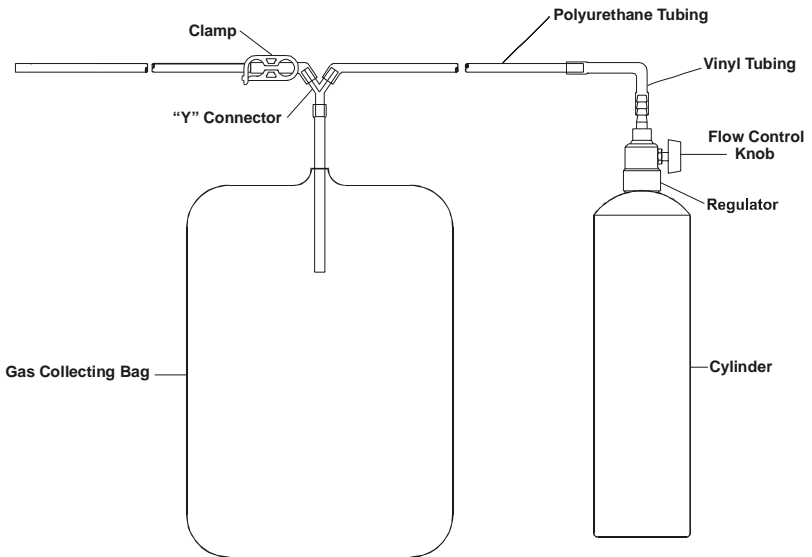 Polyurethane Tubing
Clamp
Vinyl Tubing
“Y” Connector
Flow Control
Knob
Regulator
Gas Collecting Bag
Cylinder